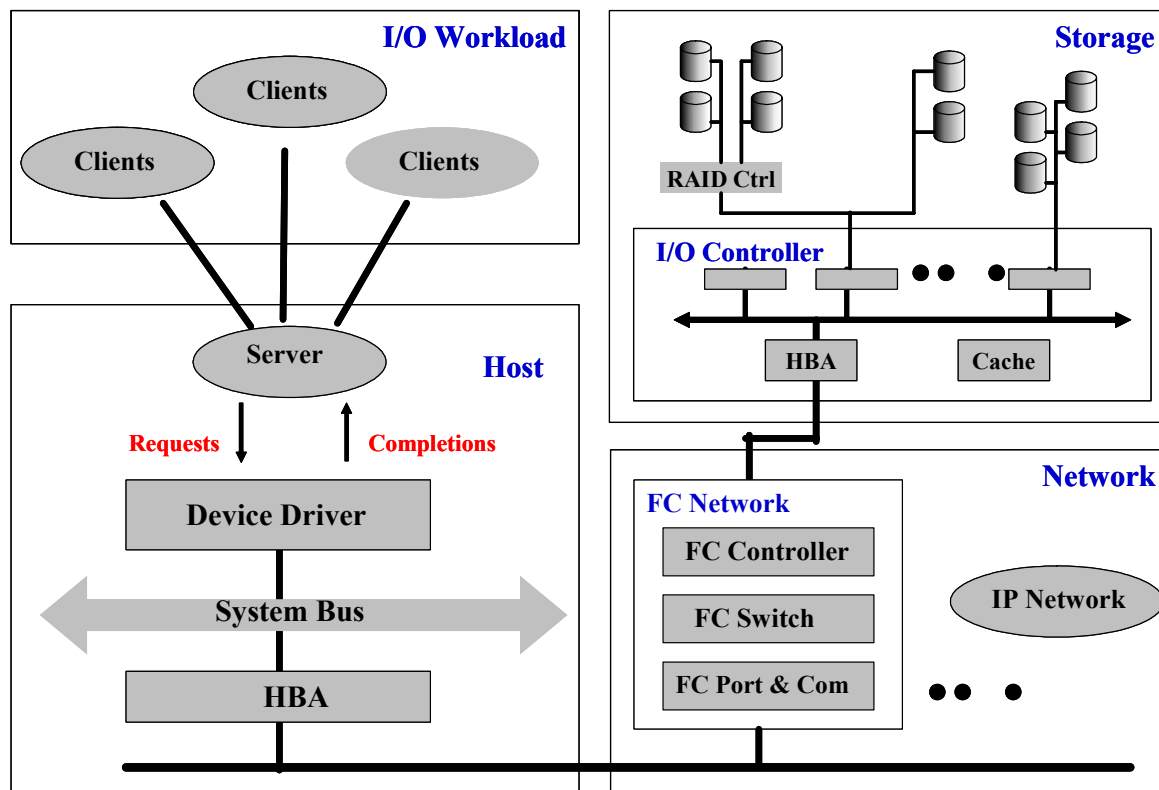 I/O Workload
Clients
Clients
Clients
Server
Host
Requests
Completions
Device Driver
System Bus
HBA
Storage
RAID Ctrl
I/O Controller
HBA
Cache
Network
FC Network
FC Controller
FC Switch
FC Port & Com
IP Network